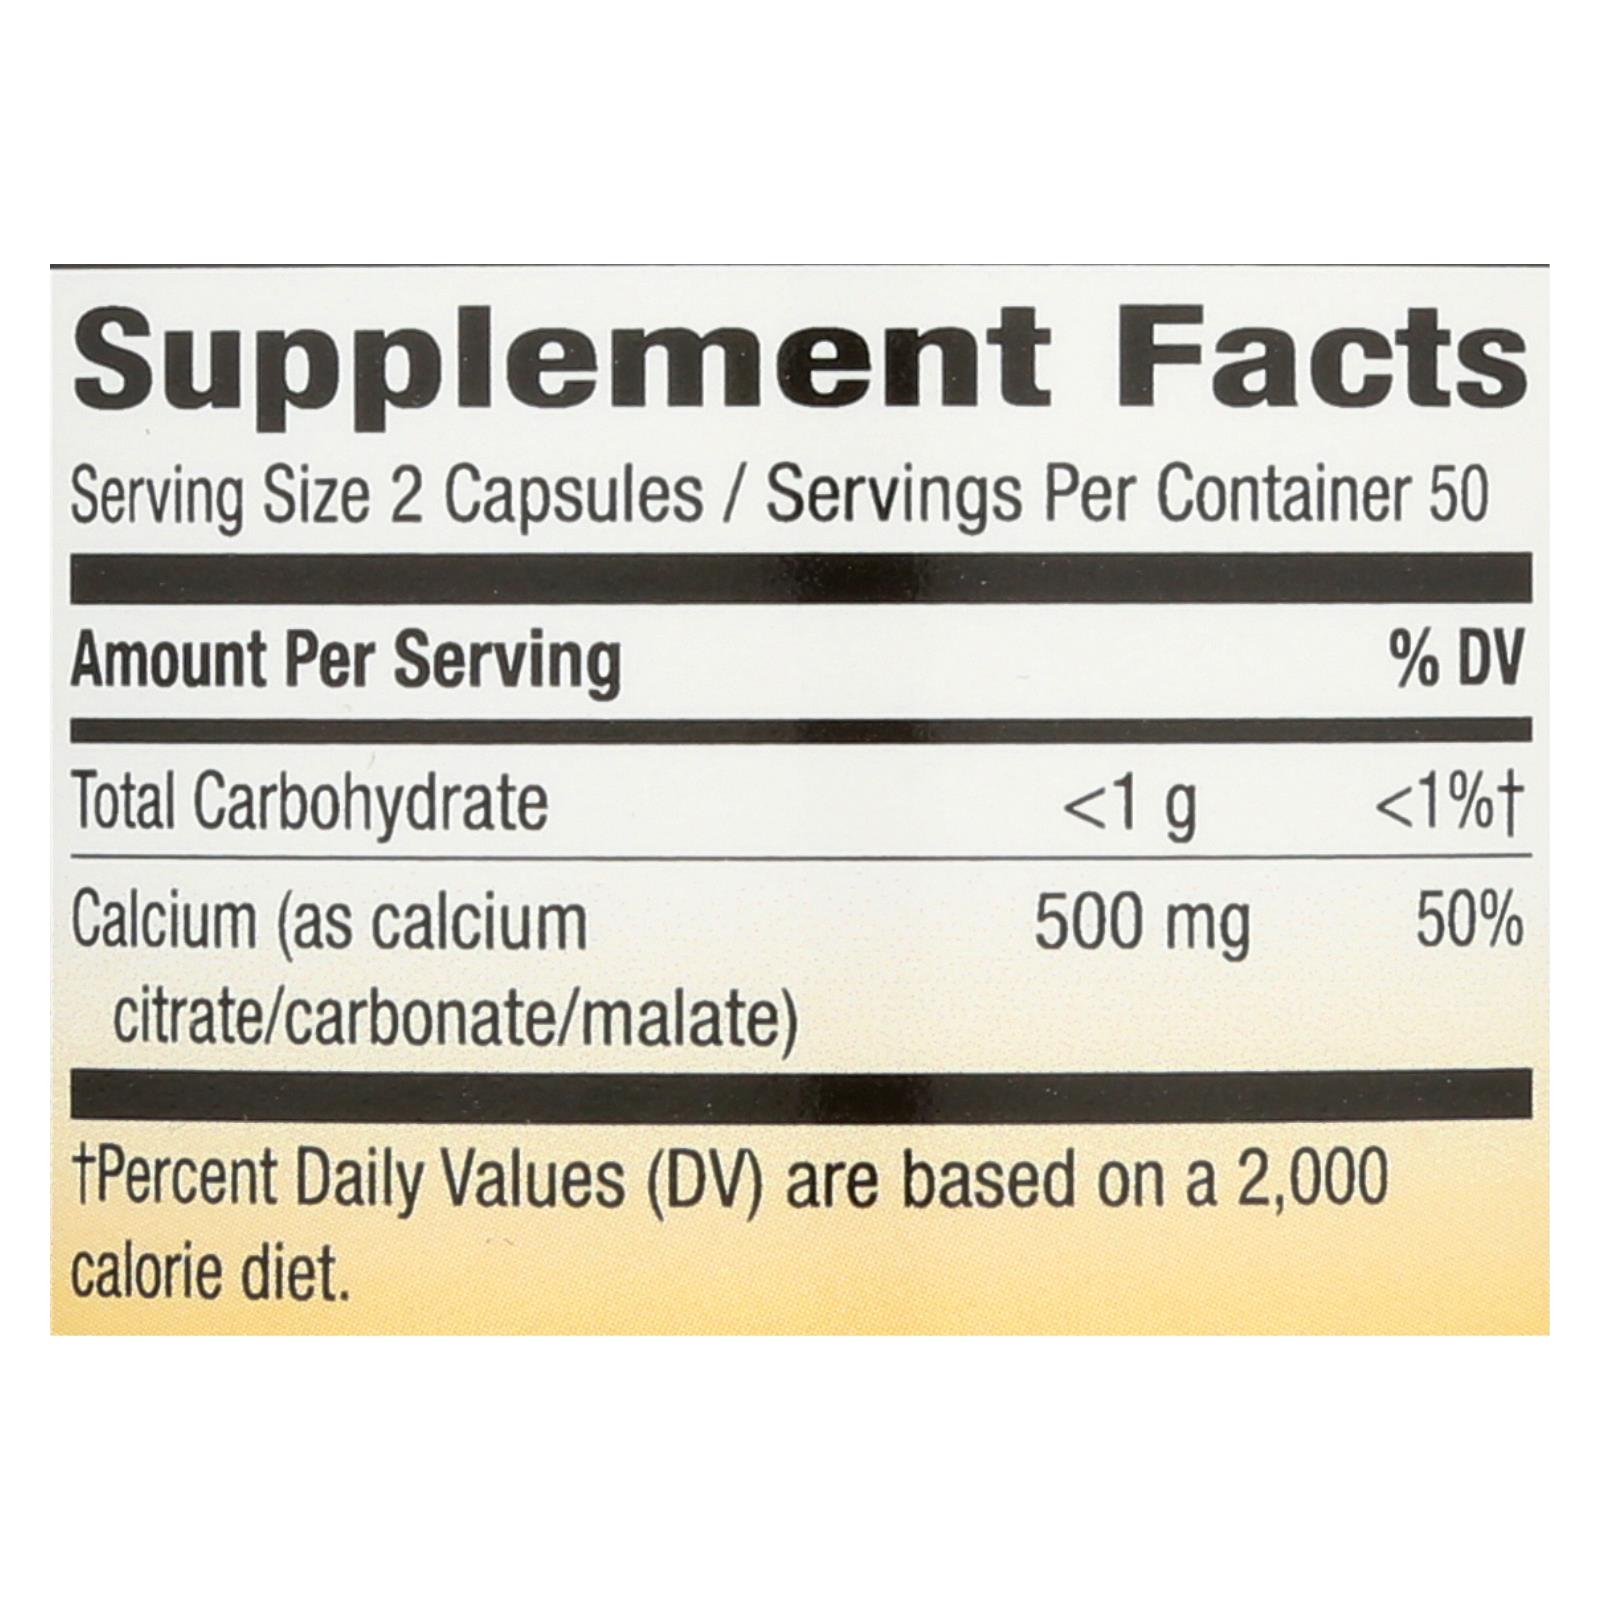 Supplement Facts
Serving Size 2 Capsules / Servings Per Container 50
Amount Per Serving % DV
Total Carbohydrate <1 g <1%†
Calcium (as calcium 500 mg 50%
citrate/carbonate/malate)
†Percent Daily Values (DV) are based on a 2,000
calorie diet.